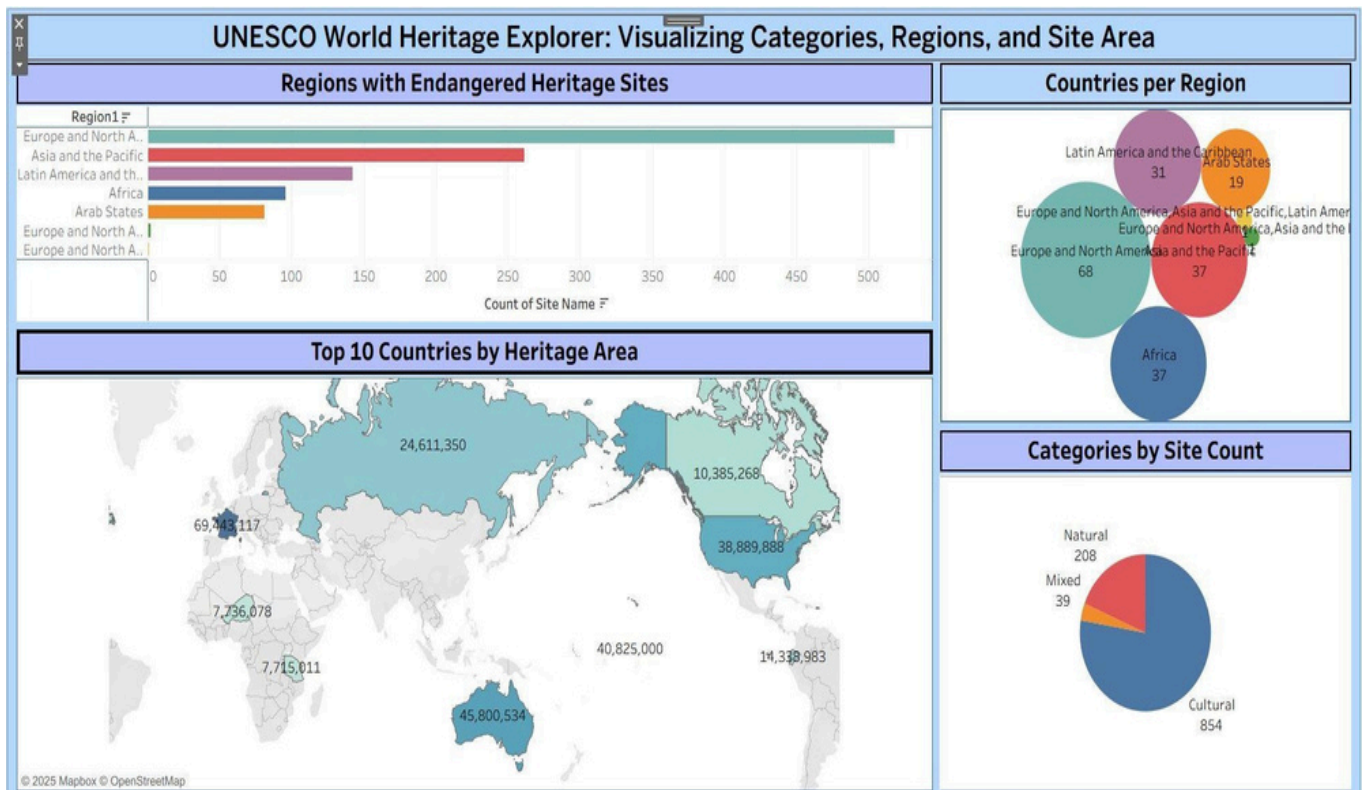 UNESCO World Heritage Explorer: Visualizing Categories, Regions, and Site Area
Regions with Endangered Heritage Sites
Region1
Europe and North A..
Asia and the Pacific
Latin America and th..
Africa
Arab States
Europe and North A..
Europe and North A..
0 50 100 150 200 250 300 350 400 450 500
Count of Site Name
Countries per Region
Latin America and the Caribbean
31
Arab States
19
Europe and North America,Asia and the Pacific,Latin Amer
Europe and North America,Asia and the
1
Europe and North America
68
Asia and the Pacific
37
Africa
37
Top 10 Countries by Heritage Area
24,611,350
10,385,268
69,443,117
38,889,888
7,736,078
40,825,000
14,338,983
7,715,011
45,800,534
© 2025 Mapbox © OpenStreetMap
Categories by Site Count
Natural
208
Mixed
39
Cultural
854